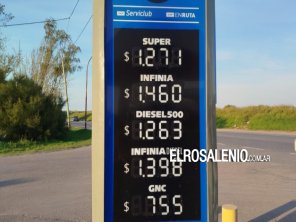 Serviclub ENRUTA
SUPER
$1.271
INFINIA
$1.460
DIESEL500
$1.263
INFINIA DIESEL
$1.398
ELROSALENIO.COM.AR
GNC
$755